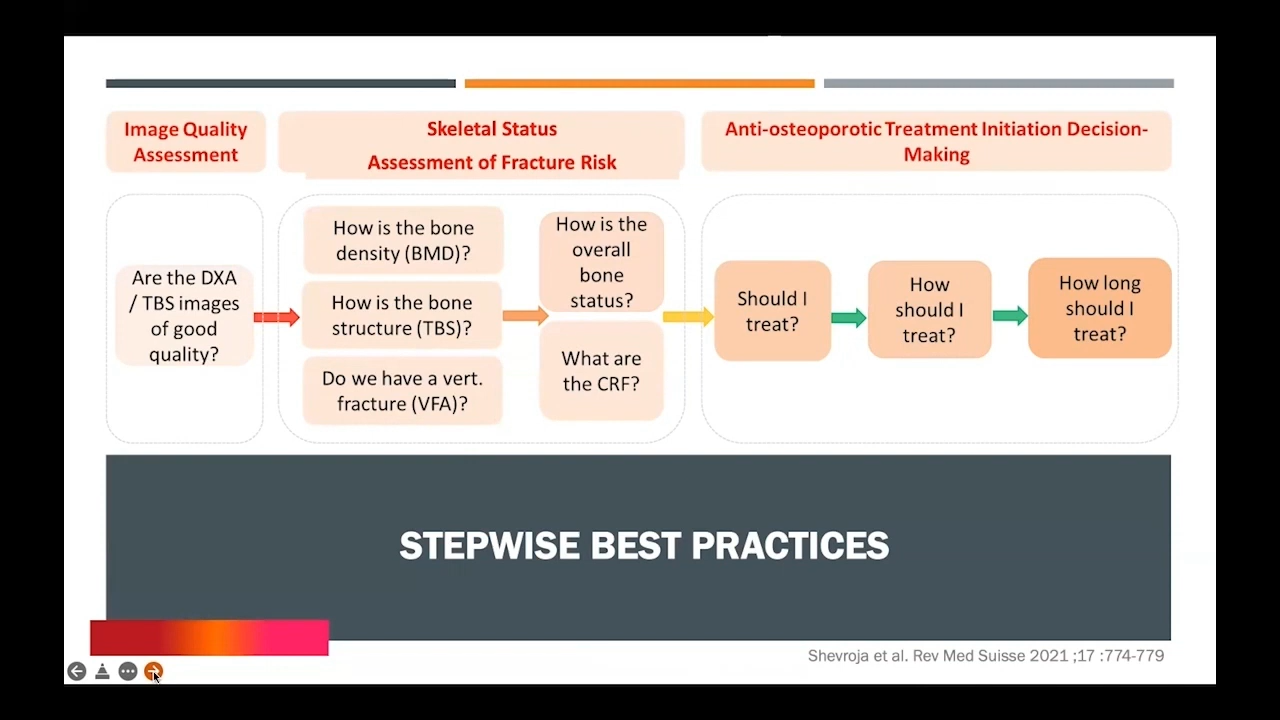 Image Quality
Assessment
Skeletal Status
Assessment of Fracture Risk
Anti-osteoporotic Treatment Initiation Decision-
Making
Are the DXA
/ TBS images
of good
quality?
How is the bone
density (BMD)?
How is the bone
structure (TBS)?
Do we have a vert.
fracture (VFA)?
How is the
overall
bone
status?
What are
the CRF?
Should I
treat?
How
should I
treat?
How long
should I
treat?
STEPWISE BEST PRACTICES
Shevroja et al. Rev Med Suisse 2021 ;17 :774-779